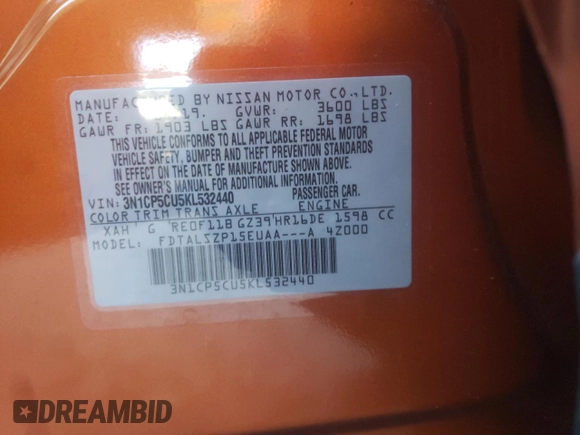 MANUFACTURED BY NISSAN MOTOR CO.,LTD.
DATE: 19. GVWR: 3600 LBS
GAWR FR: 1903 LBS GAWR RR: 1698 LBS
THIS VEHICLE CONFORMS TO ALL APPLICABLE FEDERAL MOTOR
VEHICLE SAFETY, BUMPER AND THEFT PREVENTION STANDARDS
IN EFFECT ON THE DATE OF MANUFACTURE SHOWN ABOVE.
SEE OWNER'S MANUAL FOR ADDITIONAL INFORMATION.
VIN: 3N1CP5CU5KL532440 PASSENGER CAR.
COLOR TRIM TRANS AXLE ENGINE
XAH G RE0F11B GZ39 HR16DE 1598 CC
MODEL: FDTALSZP15EUAA---A 4Z000
3N1CP5CU5KL532440
DREAMBID